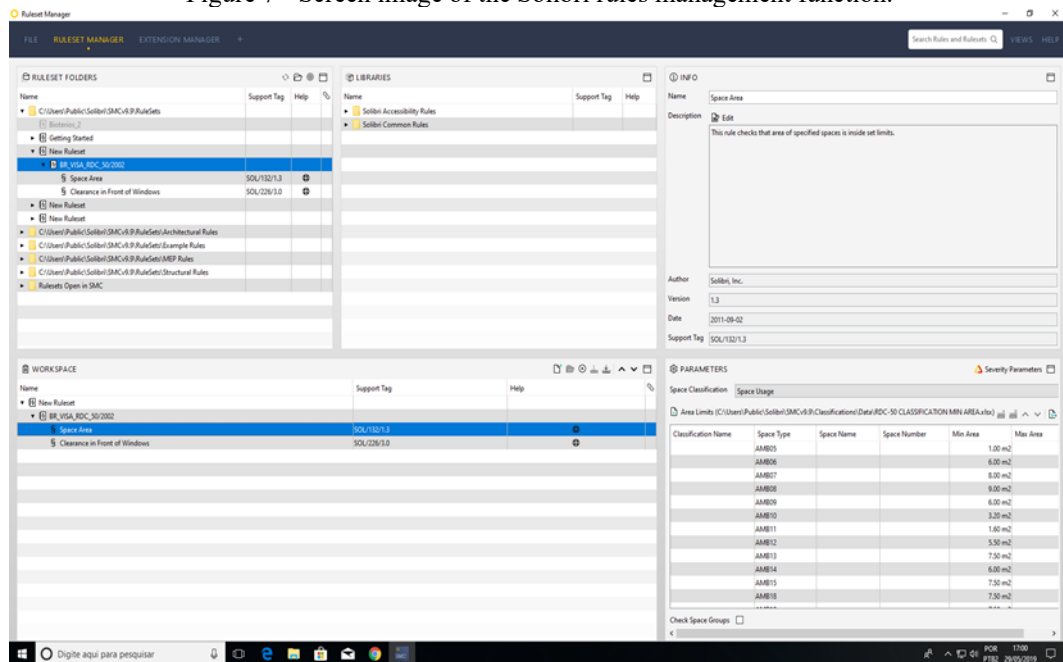 Figure 7 – Screen image of the Solibri rules management function.
Ruleset Manager
FILE RULESET MANAGER EXTENSION MANAGER +
Search Rules and Rulesets
VIEWS HELP
RULESET FOLDERS
Name Support Tag Help
C:\Users\Public\Solibri\SMCv9.9\RuleSets
Bioterios_2
Getting Started
New Ruleset
BR_VISA_RDC_50/2002
§ Space Area SOL/132/1.3
§ Clearance in Front of Windows SOL/226/3.0
New Ruleset
New Ruleset
C:\Users\Public\Solibri\SMCv9.9\RuleSets\Architectural Rules
C:\Users\Public\Solibri\SMCv9.9\RuleSets\Example Rules
C:\Users\Public\Solibri\SMCv9.9\RuleSets\MEP Rules
C:\Users\Public\Solibri\SMCv9.9\RuleSets\Structural Rules
Rulesets Open in SMC
LIBRARIES
Name Support Tag Help
Solibri Accessibility Rules
Solibri Common Rules
INFO
Name Space Area
Description Edit
This rule checks that area of specified spaces is inside set limits.
Author Solibri, Inc.
Version 1.3
Date 2011-09-02
Support Tag SOL/132/1.3
WORKSPACE
Name Support Tag Help
New Ruleset
BR_VISA_RDC_50/2002
§ Space Area SOL/132/1.3
§ Clearance in Front of Windows SOL/226/3.0
PARAMETERS Severity Parameters
Space Classification Space Usage
Area Limits (C:\Users\Public\Solibri\SMCv9.9\Classifications\Data\RDC-50 CLASSIFICATION MIN AREA.xlsx)
Classification Name Space Type Space Name Space Number Min Area Max Area
AMB05 1.00 m2
AMB06 6.00 m2
AMB07 8.00 m2
AMB08 9.00 m2
AMB09 6.00 m2
AMB10 3.20 m2
AMB11 1.60 m2
AMB12 5.50 m2
AMB13 7.50 m2
AMB14 6.00 m2
AMB15 7.50 m2
AMB18 7.50 m2
Check Space Groups
Digite aqui para pesquisar
POR 17:00
PTB2 29/05/2019